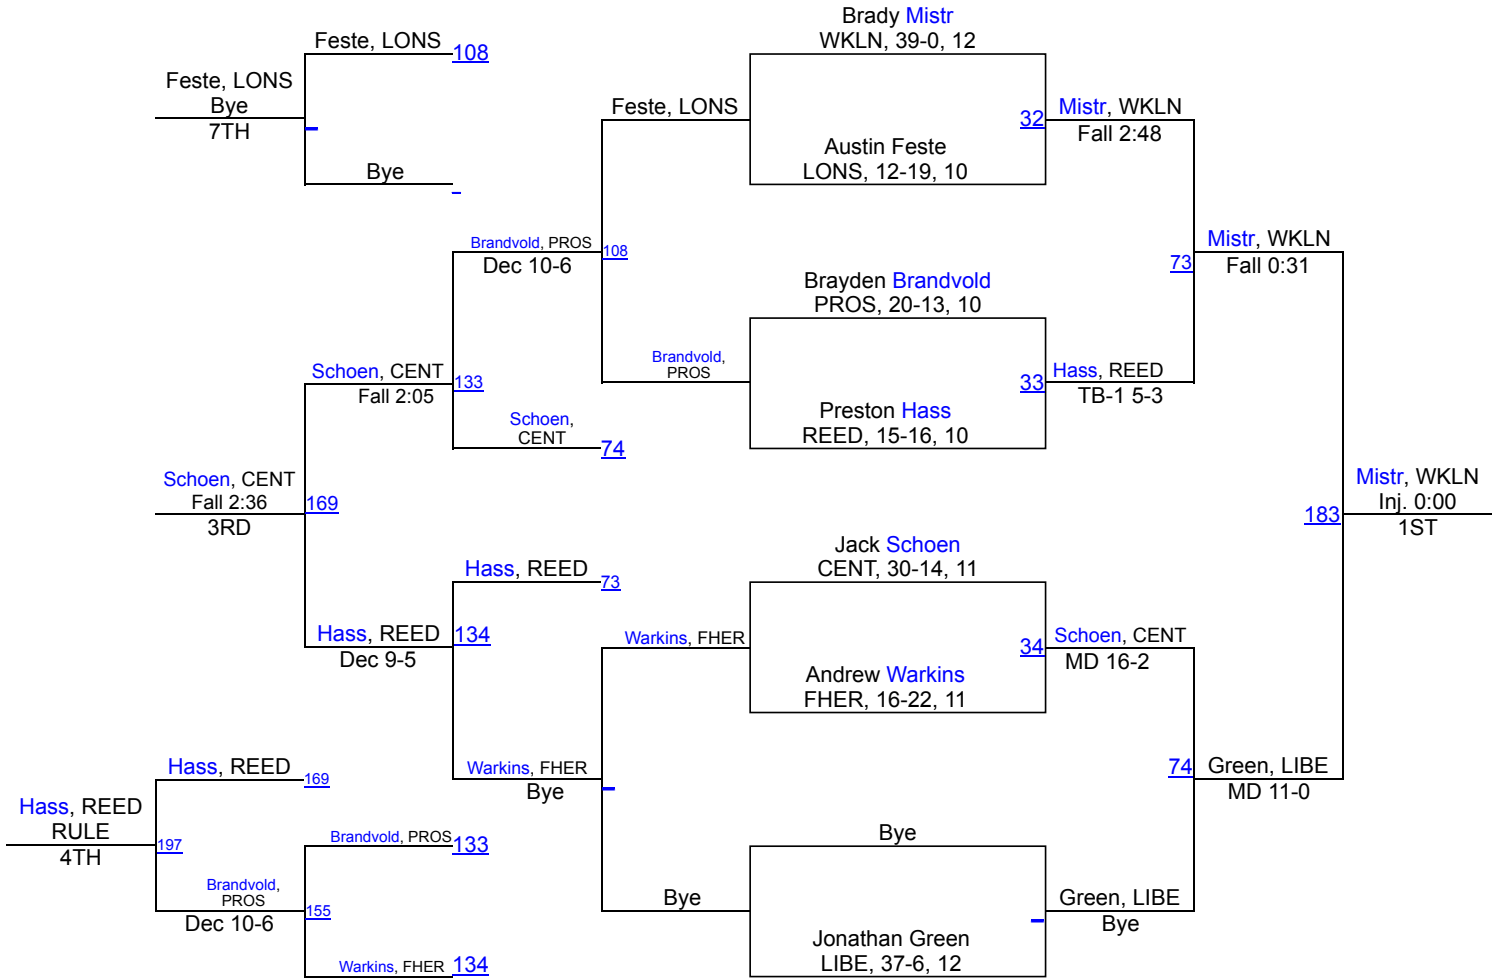 Brady Mistr
WKLN, 39-0, 12
Feste, LONS
108
Feste, LONS
Bye
7TH
Bye
Feste, LONS
32
Mistr, WKLN
Fall 2:48
Austin Feste
LONS, 12-19, 10
Brandvold, PROS
Dec 10-6
108
73
Mistr, WKLN
Fall 0:31
Brayden Brandvold
PROS, 20-13, 10
Brandvold,
PROS
Schoen, CENT
Fall 2:05
133
33
Hass, REED
TB-1 5-3
Preston Hass
REED, 15-16, 10
Schoen,
CENT
74
Schoen, CENT
Fall 2:36
3RD
169
183
Mistr, WKLN
Inj. 0:00
1ST
Jack Schoen
CENT, 30-14, 11
Hass, REED
73
Hass, REED
Dec 9-5
134
Warkins, FHER
34
Schoen, CENT
MD 16-2
Andrew Warkins
FHER, 16-22, 11
Hass, REED
169
Warkins, FHER
Bye
74
Green, LIBE
MD 11-0
Hass, REED
RULE
4TH
197
Brandvold, PROS
133
Bye
Brandvold,
PROS
Dec 10-6
155
Bye
Green, LIBE
Bye
Jonathan Green
LIBE, 37-6, 12
Warkins, FHER
134